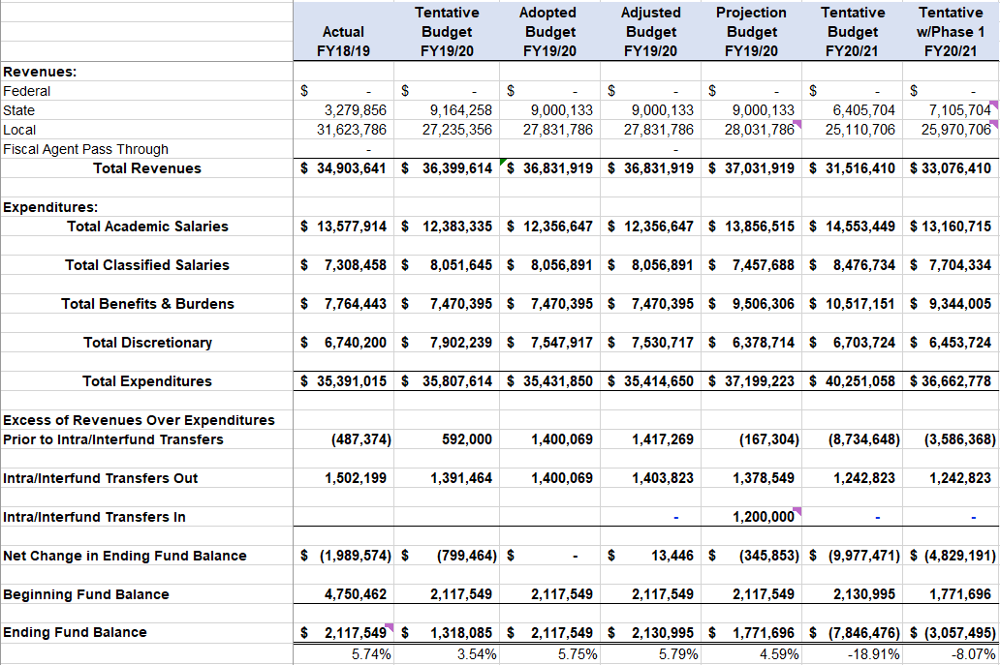 Actual FY18/19 | Tentative Budget FY19/20 | Adopted Budget FY19/20 | Adjusted Budget FY19/20 | Projection Budget FY19/20 | Tentative Budget FY20/21 | Tentative w/Phase 1 FY20/21
Revenues:
Federal $ - $ - $ - $ - $ - $ - $ -
State 3,279,856 9,164,258 9,000,133 9,000,133 9,000,133 6,405,704 7,105,704
Local 31,623,786 27,235,356 27,831,786 27,831,786 28,031,786 25,110,706 25,970,706
Fiscal Agent Pass Through - -
Total Revenues $ 34,903,641 $ 36,399,614 $ 36,831,919 $ 36,831,919 $ 37,031,919 $ 31,516,410 $ 33,076,410
Expenditures:
Total Academic Salaries $ 13,577,914 $ 12,383,335 $ 12,356,647 $ 12,356,647 $ 13,856,515 $ 14,553,449 $ 13,160,715
Total Classified Salaries $ 7,308,458 $ 8,051,645 $ 8,056,891 $ 8,056,891 $ 7,457,688 $ 8,476,734 $ 7,704,334
Total Benefits & Burdens $ 7,764,443 $ 7,470,395 $ 7,470,395 $ 7,470,395 $ 9,506,306 $ 10,517,151 $ 9,344,005
Total Discretionary $ 6,740,200 $ 7,902,239 $ 7,547,917 $ 7,530,717 $ 6,378,714 $ 6,703,724 $ 6,453,724
Total Expenditures $ 35,391,015 $ 35,807,614 $ 35,431,850 $ 35,414,650 $ 37,199,223 $ 40,251,058 $ 36,662,778
Excess of Revenues Over Expenditures
Prior to Intra/Interfund Transfers (487,374) 592,000 1,400,069 1,417,269 (167,304) (8,734,648) (3,586,368)
Intra/Interfund Transfers Out 1,502,199 1,391,464 1,400,069 1,403,823 1,378,549 1,242,823 1,242,823
Intra/Interfund Transfers In - 1,200,000 - -
Net Change in Ending Fund Balance $ (1,989,574) $ (799,464) $ - $ 13,446 $ (345,853) $ (9,977,471) $ (4,829,191)
Beginning Fund Balance 4,750,462 2,117,549 2,117,549 2,117,549 2,117,549 2,130,995 1,771,696
Ending Fund Balance $ 2,117,549 $ 1,318,085 $ 2,117,549 $ 2,130,995 $ 1,771,696 $ (7,846,476) $ (3,057,495)
5.74% 3.54% 5.75% 5.79% 4.59% -18.91% -8.07%